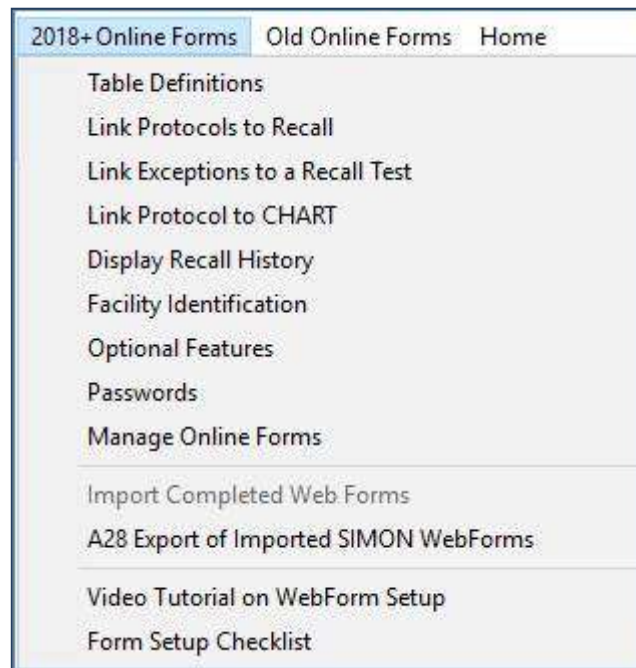 2018+ Online Forms Old Online Forms Home
Table Definitions
Link Protocols to Recall
Link Exceptions to a Recall Test
Link Protocol to CHART
Display Recall History
Facility Identification
Optional Features
Passwords
Manage Online Forms
Import Completed Web Forms
A28 Export of Imported SIMON WebForms
Video Tutorial on WebForm Setup
Form Setup Checklist